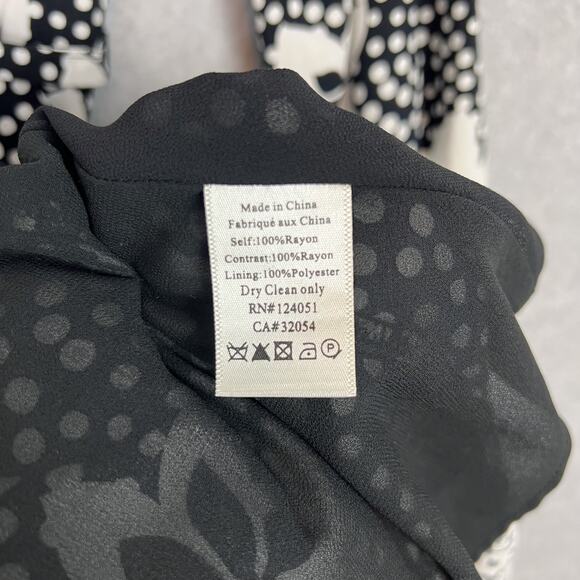 Made in China
Fabriqué aux China
Self:100%Rayon
Contrast:100%Rayon
Lining:100%Polyester
Dry Clean only
RN#124051
CA#32054
P